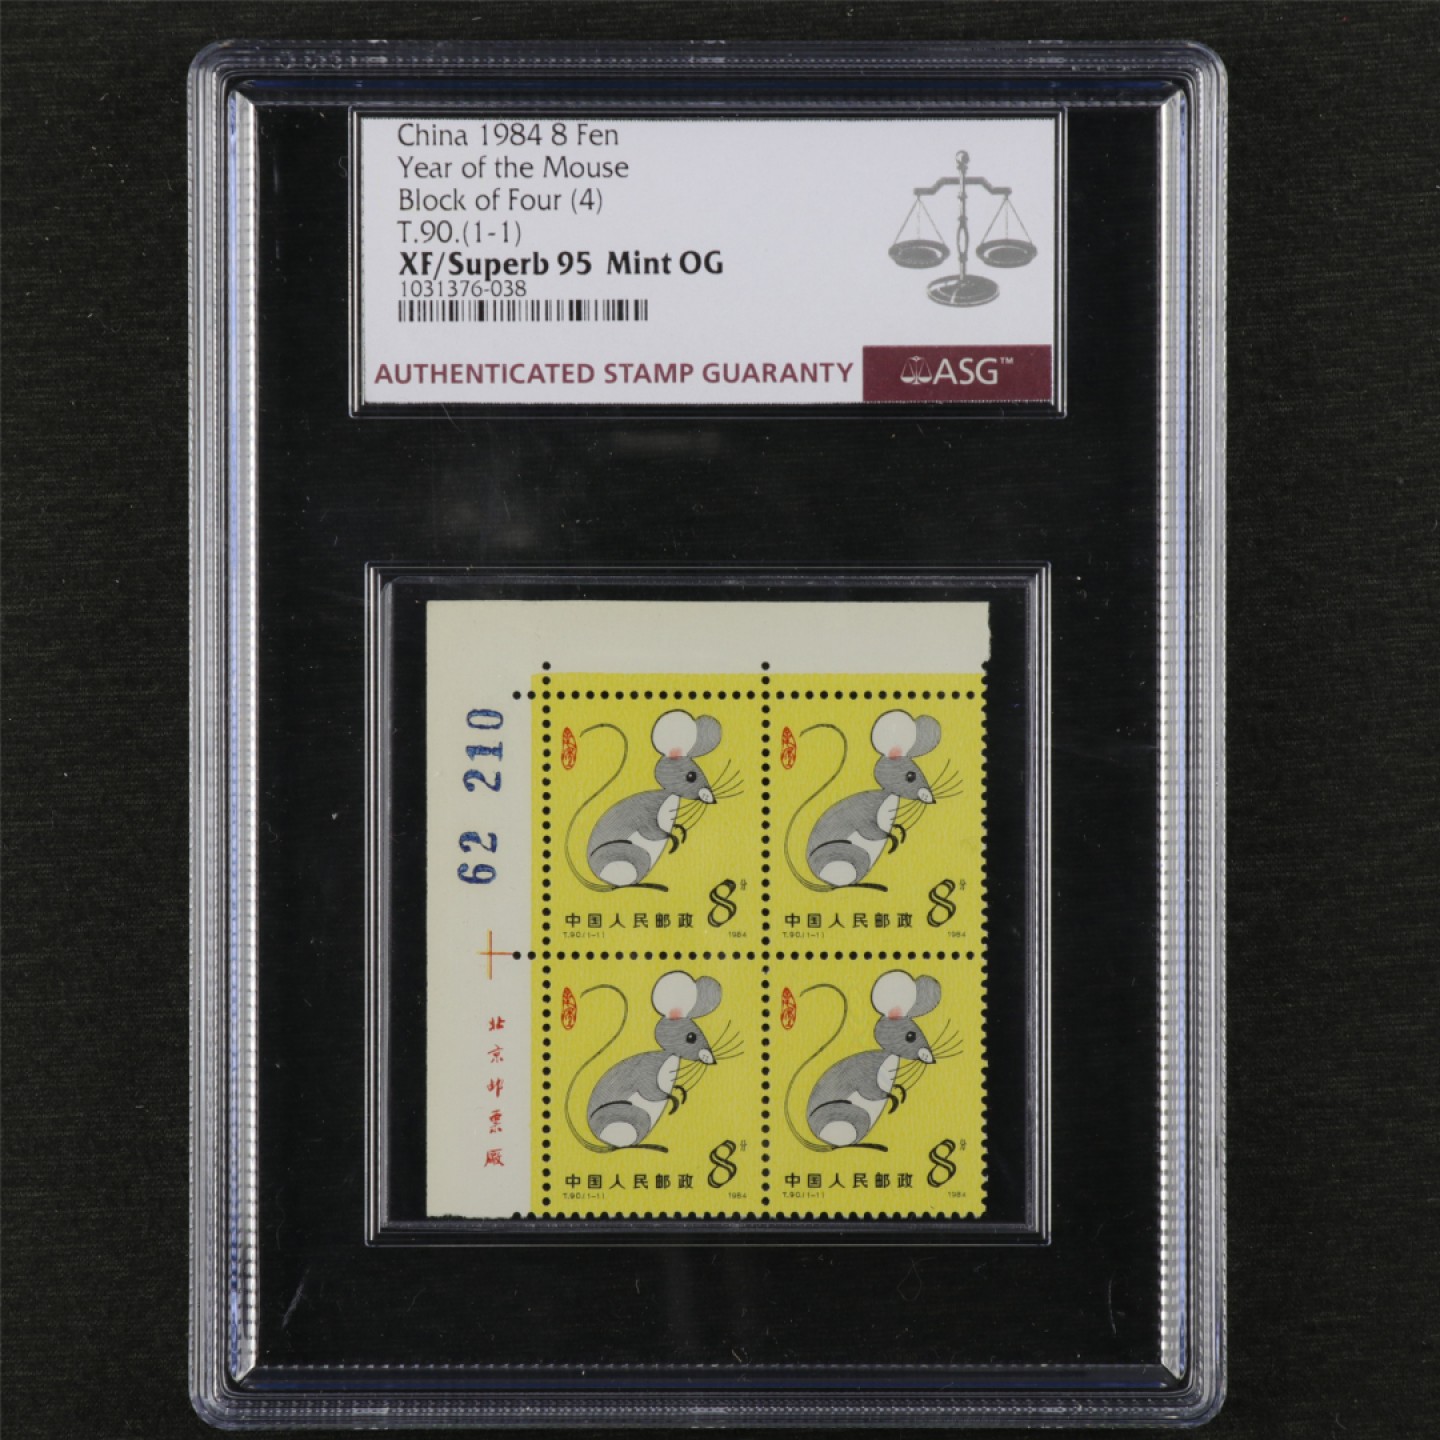 China 1984 8 Fen
Year of the Mouse
Block of Four (4)
T.90.(1-1)
XF/Superb 95 Mint OG
1031376-038
AUTHENTICATED STAMP GUARANTY
ASG™
62 210
北京邮票厂
8分
中国人民邮政
T.90.(1-1) 1984
8分
中国人民邮政
T.90.(1-1) 1984
8分
中国人民邮政
T.90.(1-1) 1984
8分
中国人民邮政
T.90.(1-1) 1984